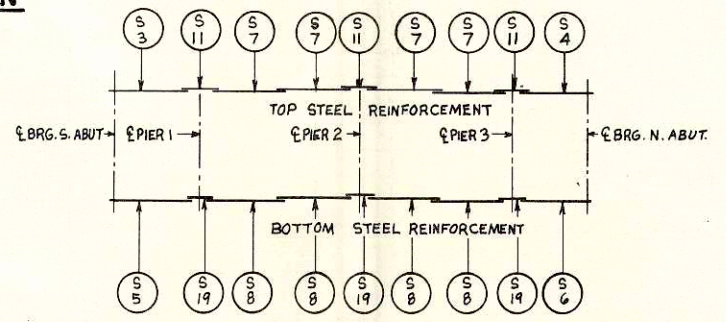 N
S S S S S S S S S
3 11 7 7 11 7 7 11 4
TOP STEEL REINFORCEMENT
℄ BRG. S. ABUT. ℄ PIER 1 ℄ PIER 2 ℄ PIER 3 ℄ BRG. N. ABUT.
BOTTOM STEEL REINFORCEMENT
S S S S S S S S S
5 19 8 8 19 8 8 19 6